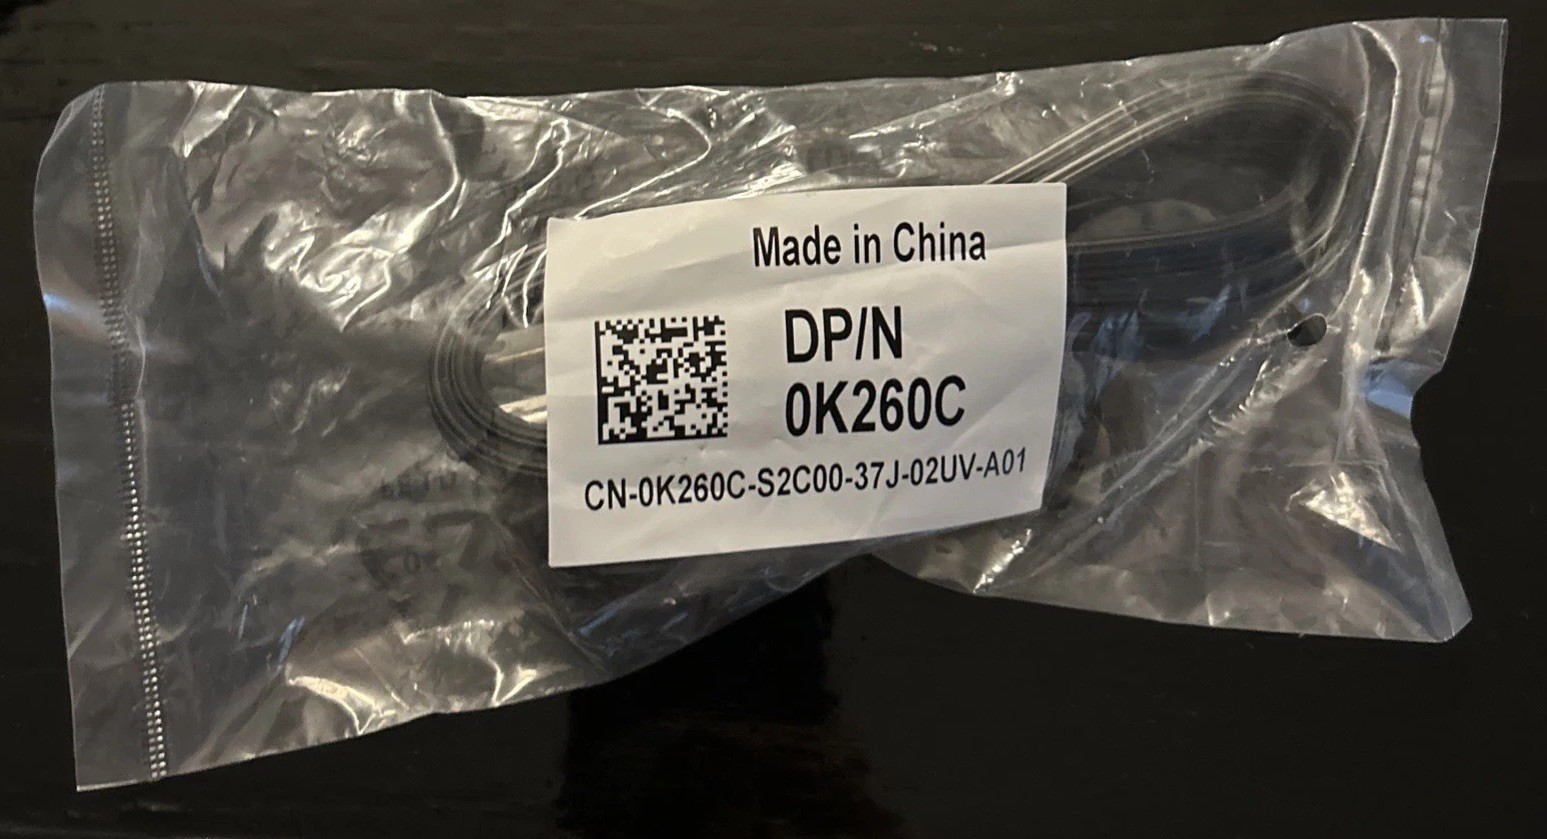 Made in China
DP/N
0K260C
CN-0K260C-S2C00-37J-02UV-A01